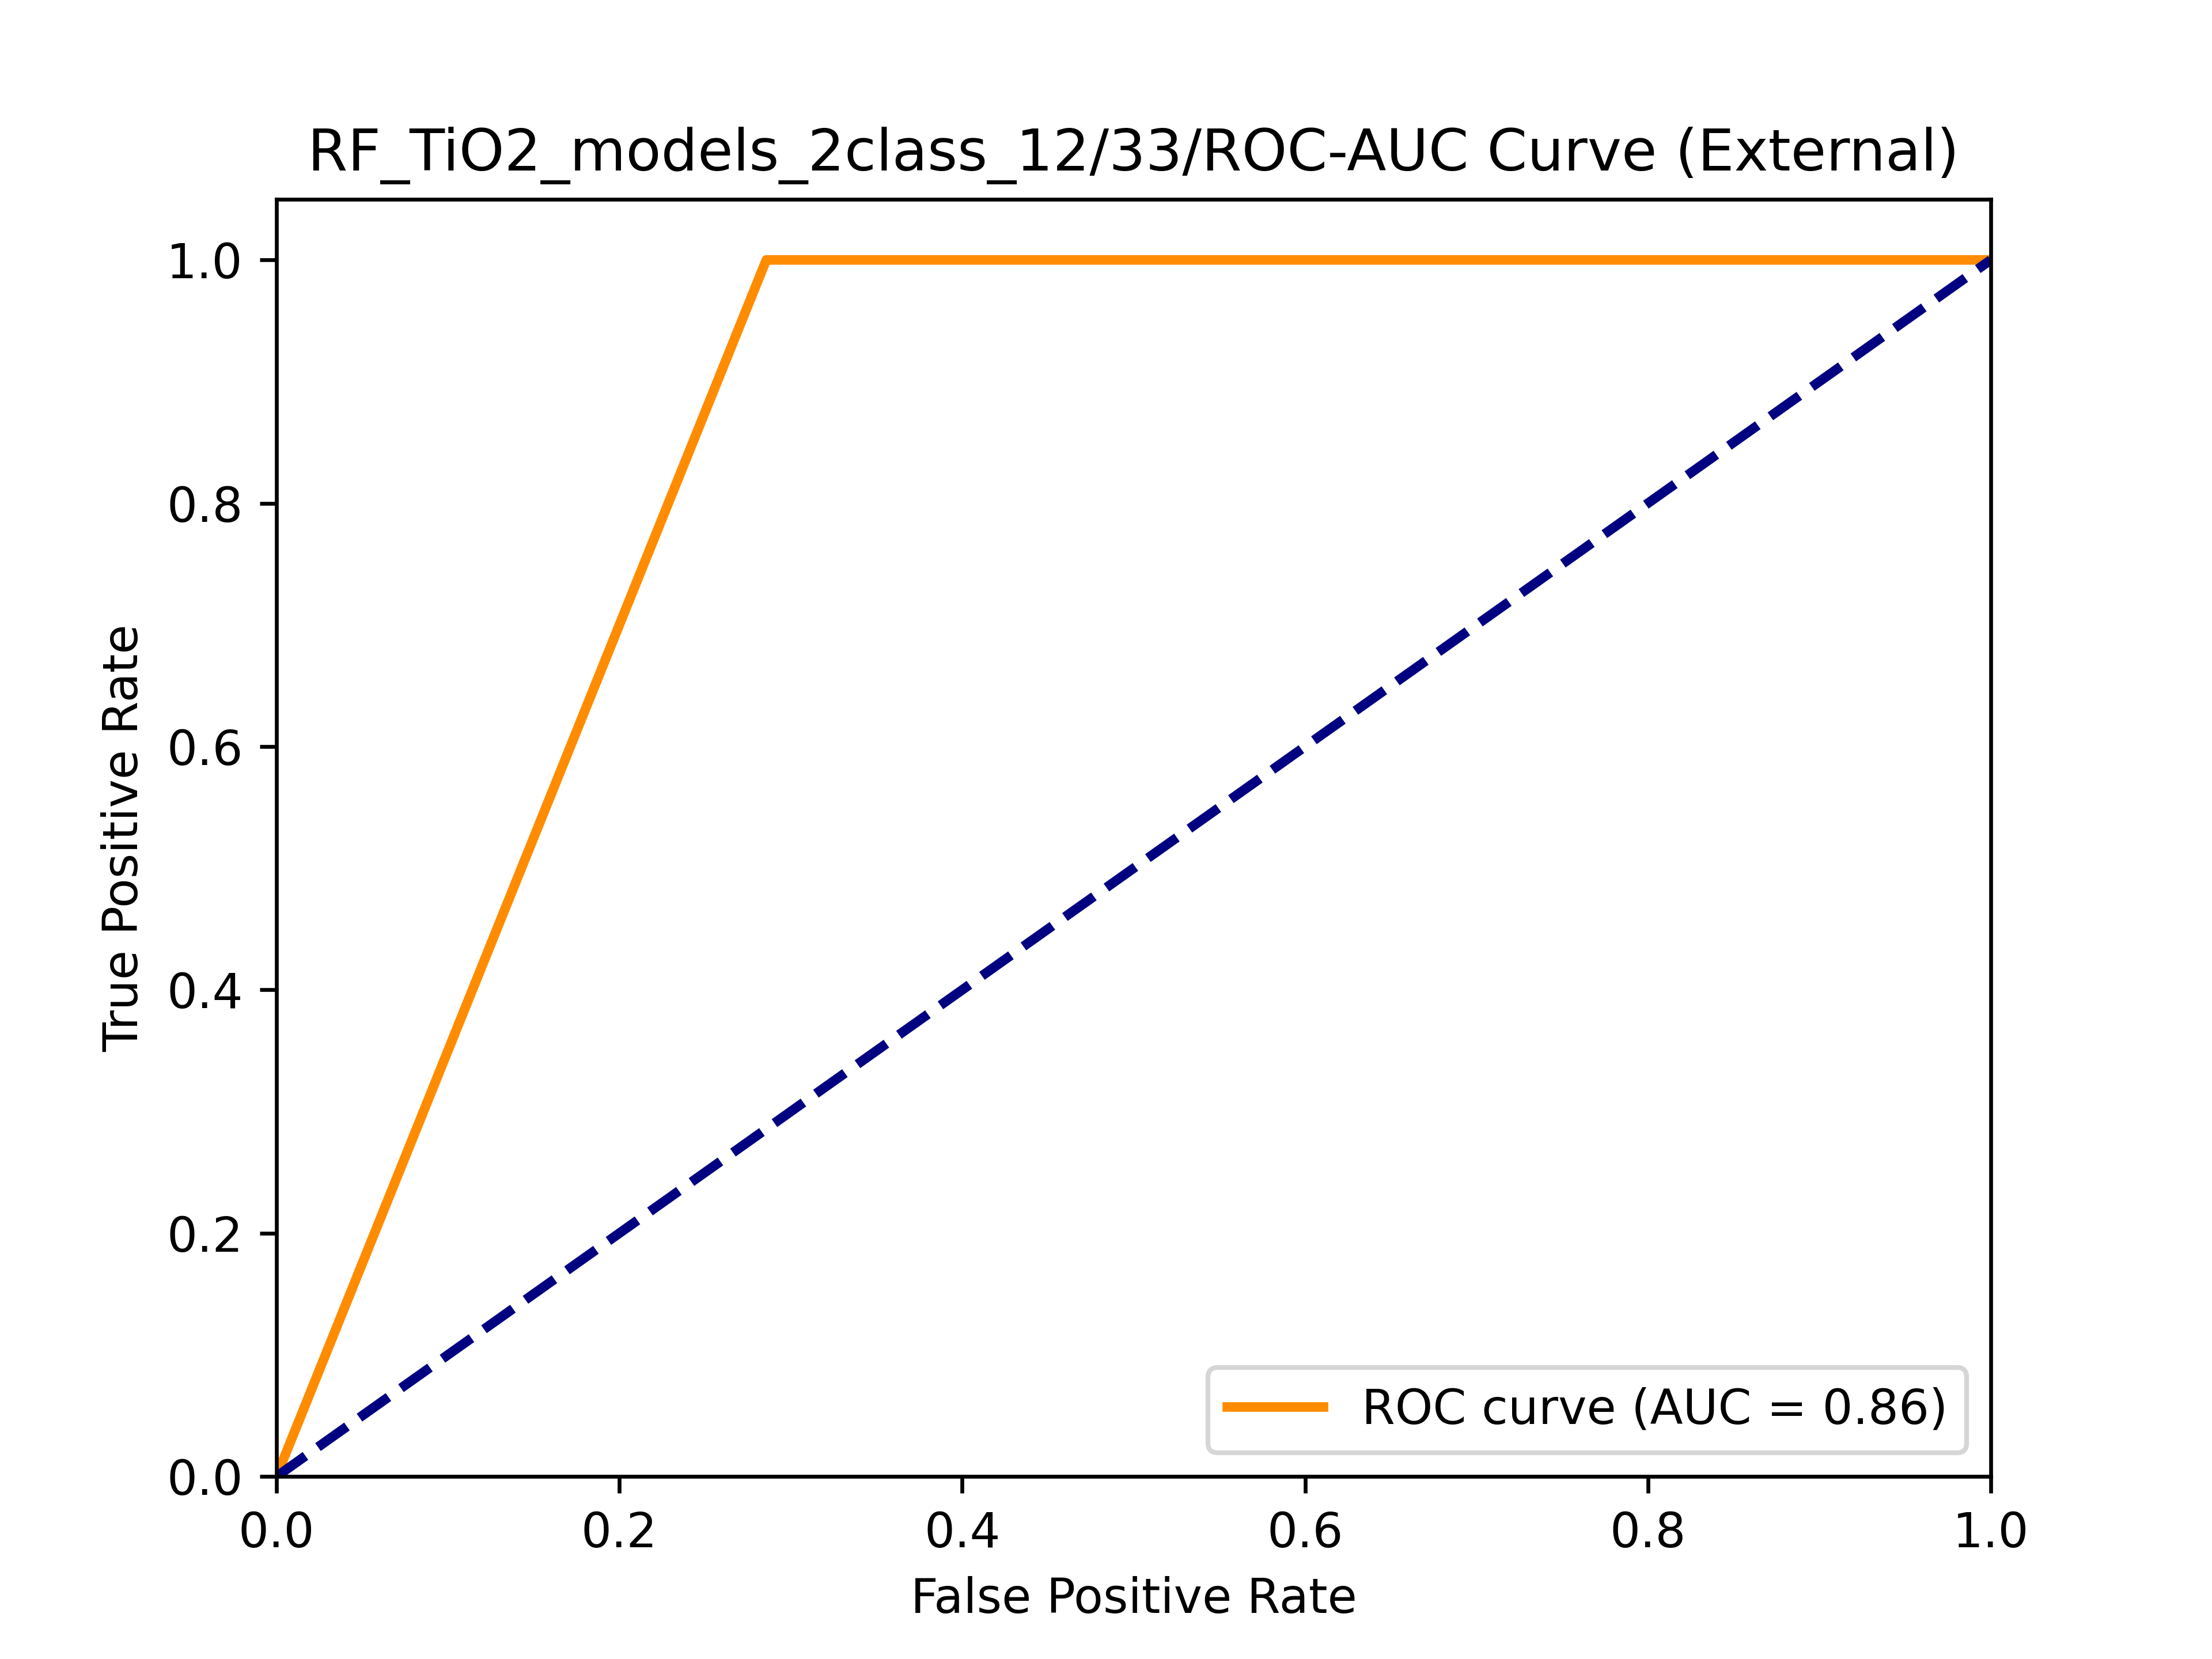 RF_TiO2_models_2class_12/33/ROC-AUC Curve (External)
1.0
0.8
0.6
0.4
0.2
0.0
True Positive Rate
ROC curve (AUC = 0.86)
0.0 0.2 0.4 0.6 0.8 1.0
False Positive Rate